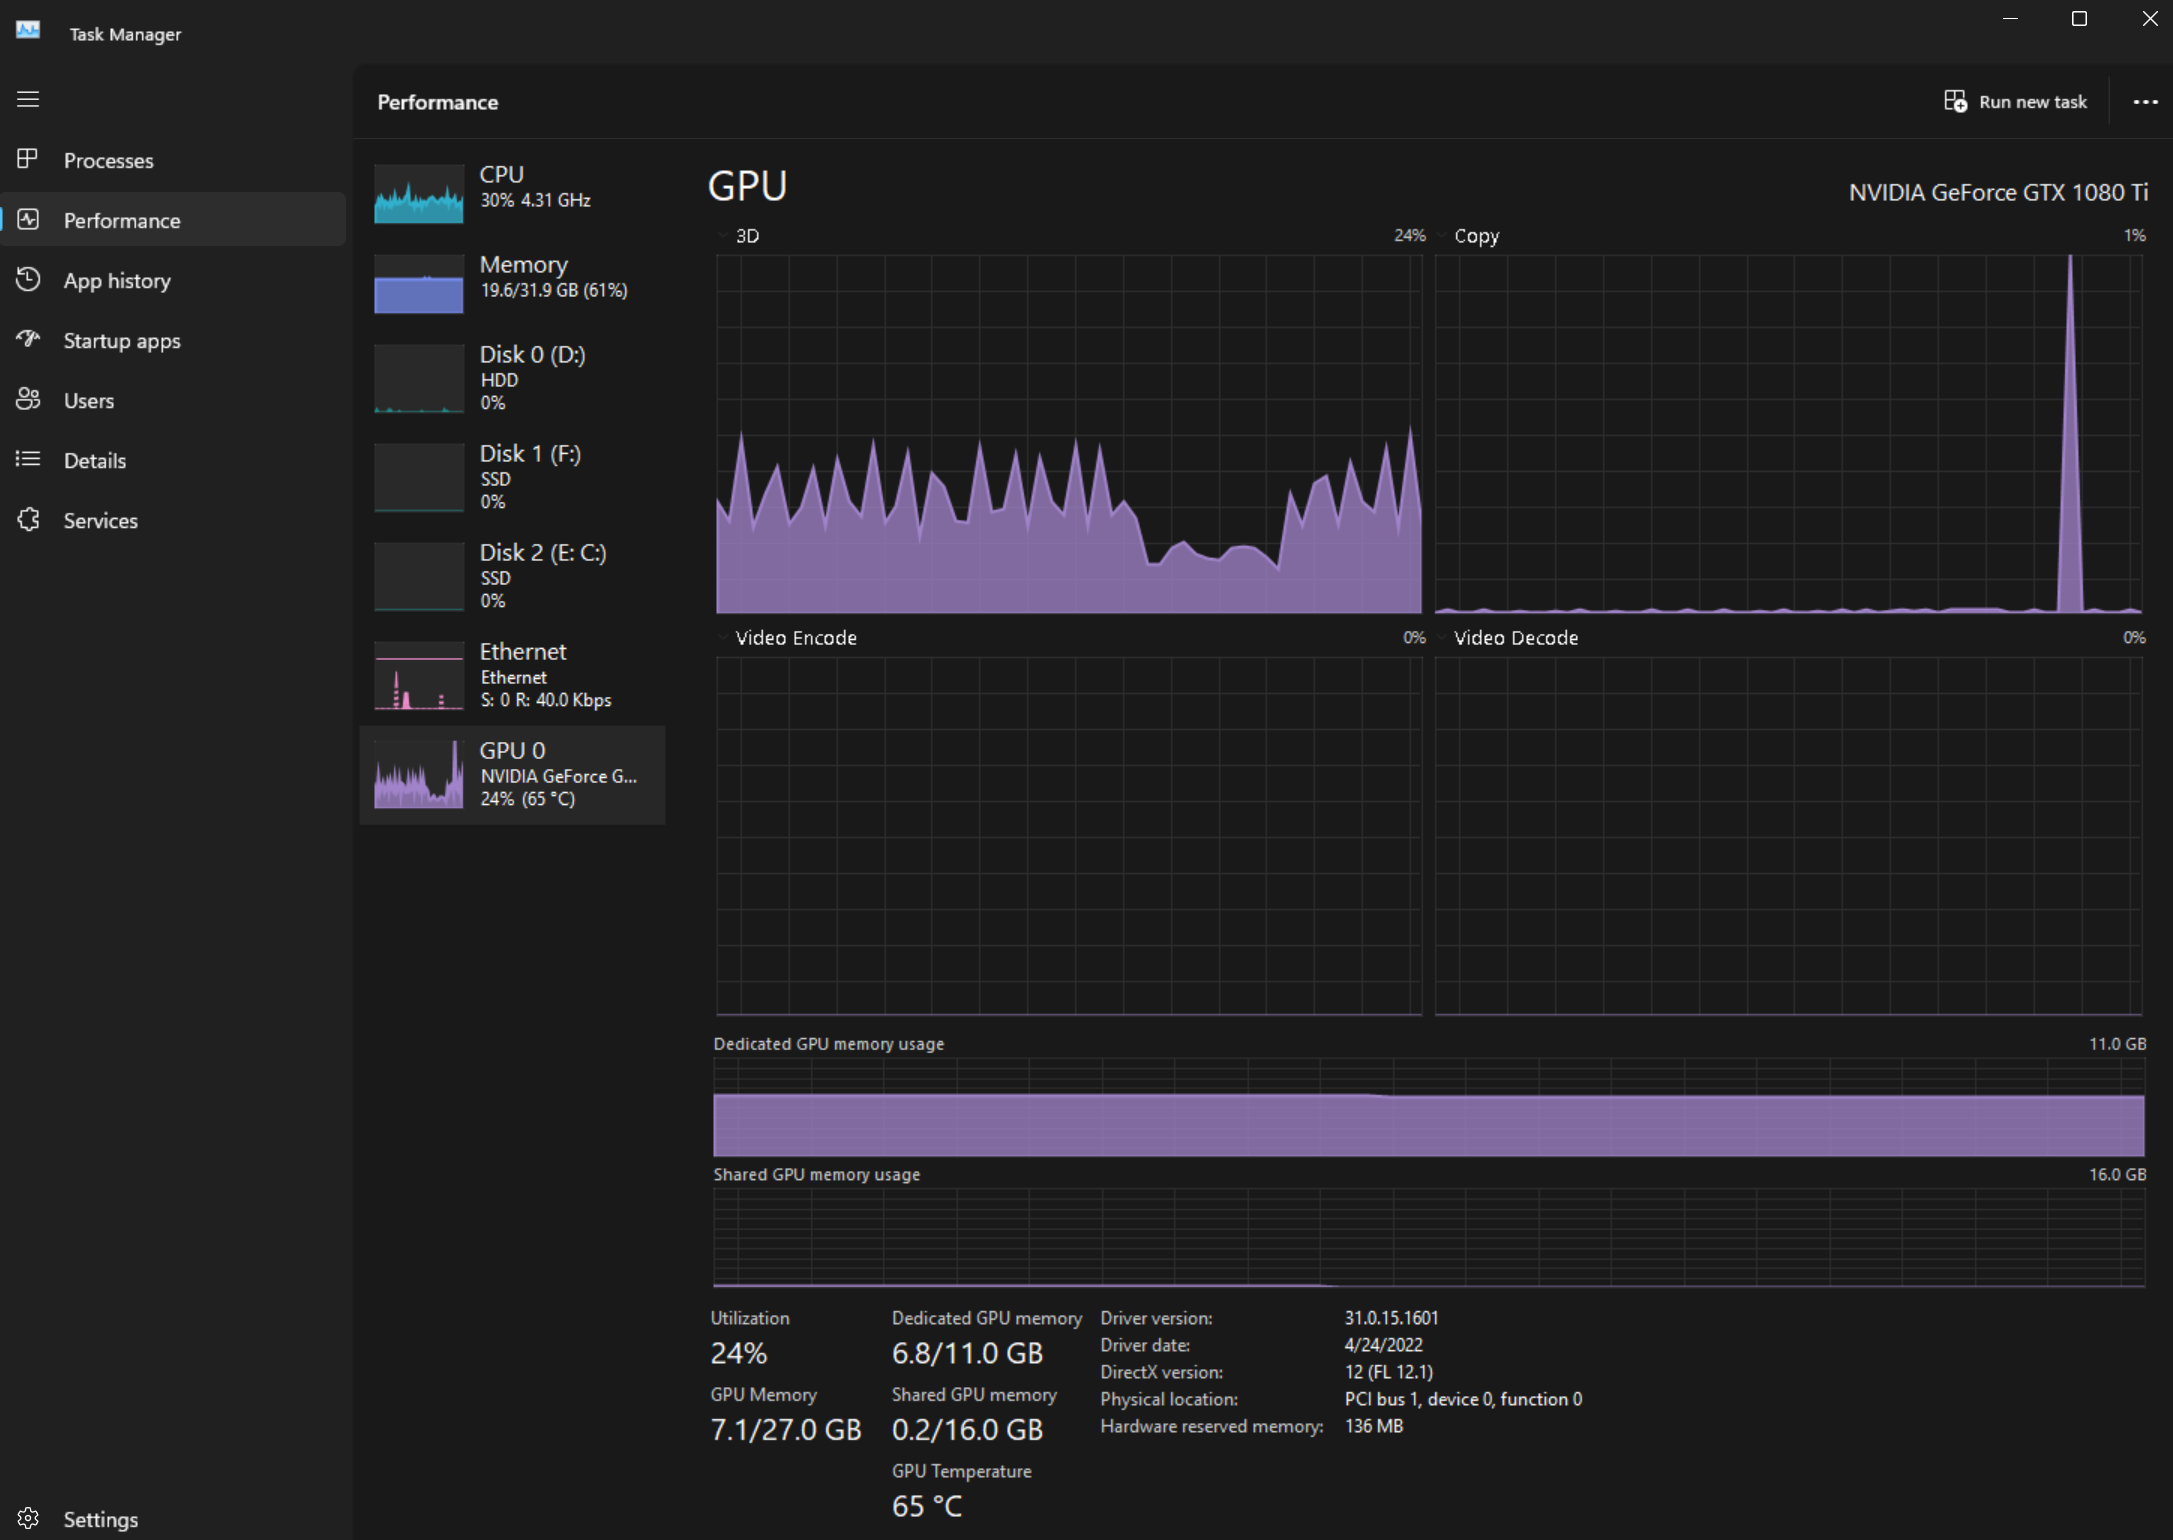 Task Manager
Processes
Performance
App history
Startup apps
Users
Details
Services
Settings
Performance
Run new task
CPU
30% 4.31 GHz
Memory
19.6/31.9 GB (61%)
Disk 0 (D:)
HDD
0%
Disk 1 (F:)
SSD
0%
Disk 2 (E: C:)
SSD
0%
Ethernet
Ethernet
S: 0 R: 40.0 Kbps
GPU 0
NVIDIA GeForce G...
24% (65 °C)
GPU
NVIDIA GeForce GTX 1080 Ti
3D 24%
Copy 1%
Video Encode 0%
Video Decode 0%
Dedicated GPU memory usage 11.0 GB
Shared GPU memory usage 16.0 GB
Utilization
24%
GPU Memory
7.1/27.0 GB
Dedicated GPU memory
6.8/11.0 GB
Shared GPU memory
0.2/16.0 GB
GPU Temperature
65 °C
Driver version: 31.0.15.1601
Driver date: 4/24/2022
DirectX version: 12 (FL 12.1)
Physical location: PCI bus 1, device 0, function 0
Hardware reserved memory: 136 MB